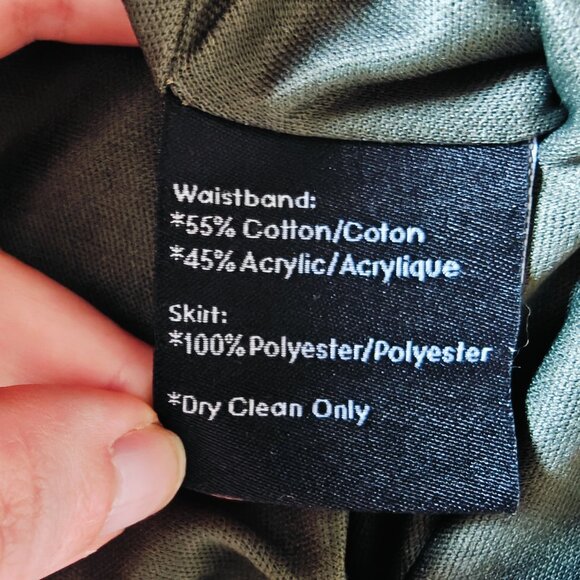 Waistband:
*55% Cotton/Coton
*45% Acrylic/Acrylique
Skirt:
*100% Polyester/Polyester
*Dry Clean Only